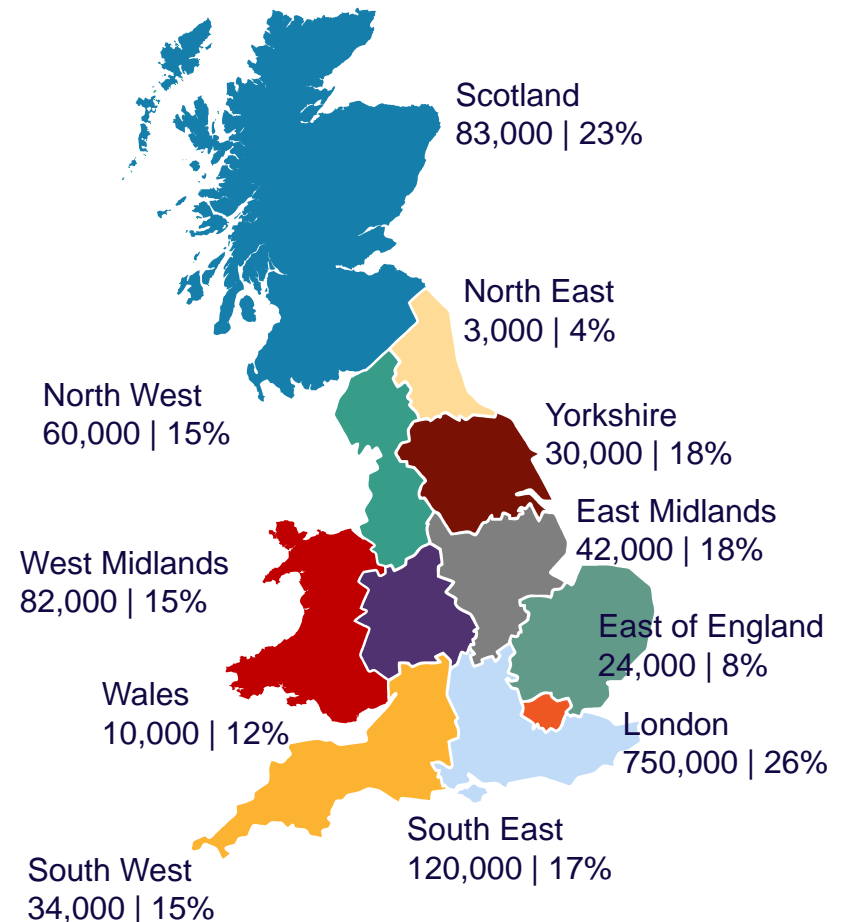 Scotland
83,000 | 23%
North East
3,000 | 4%
North West
60,000 | 15%
Yorkshire
30,000 | 18%
East Midlands
42,000 | 18%
West Midlands
82,000 | 15%
East of England
24,000 | 8%
Wales
10,000 | 12%
London
750,000 | 26%
South East
120,000 | 17%
South West
34,000 | 15%